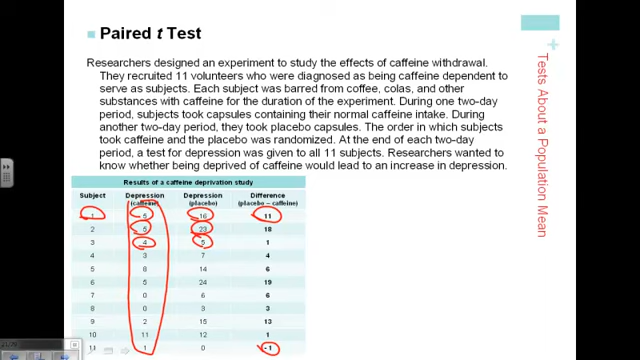 Paired t Test
Researchers designed an experiment to study the effects of caffeine withdrawal.
They recruited 11 volunteers who were diagnosed as being caffeine dependent to
serve as subjects. Each subject was barred from coffee, colas, and other
substances with caffeine for the duration of the experiment. During one two-day
period, subjects took capsules containing their normal caffeine intake. During
another two-day period, they took placebo capsules. The order in which subjects
took caffeine and the placebo was randomized. At the end of each two-day
period, a test for depression was given to all 11 subjects. Researchers wanted to
know whether being deprived of caffeine would lead to an increase in depression.
Results of a caffeine deprivation study
Subject Depression (caffeine) Depression (placebo) Difference (placebo – caffeine)
1 5 16 11
2 5 23 18
3 4 5 1
4 3 7 4
5 8 14 6
6 5 24 19
7 0 6 6
8 0 3 3
9 2 15 13
10 11 12 1
11 1 0 -1
+
Tests About a Population Mean